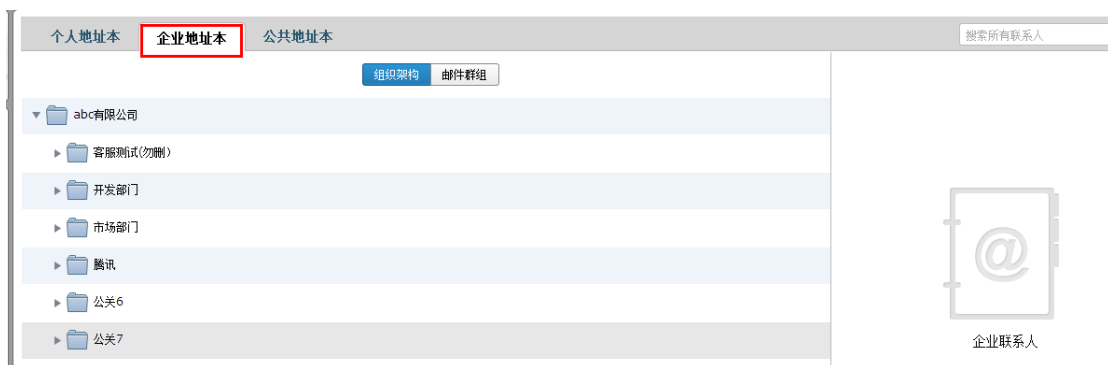 个人地址本 企业地址本 公共地址本 搜索所有联系人
组织架构 邮件群组
abc有限公司
客服测试(勿删)
开发部门
市场部门
腾讯
公关6
公关7
@
企业联系人